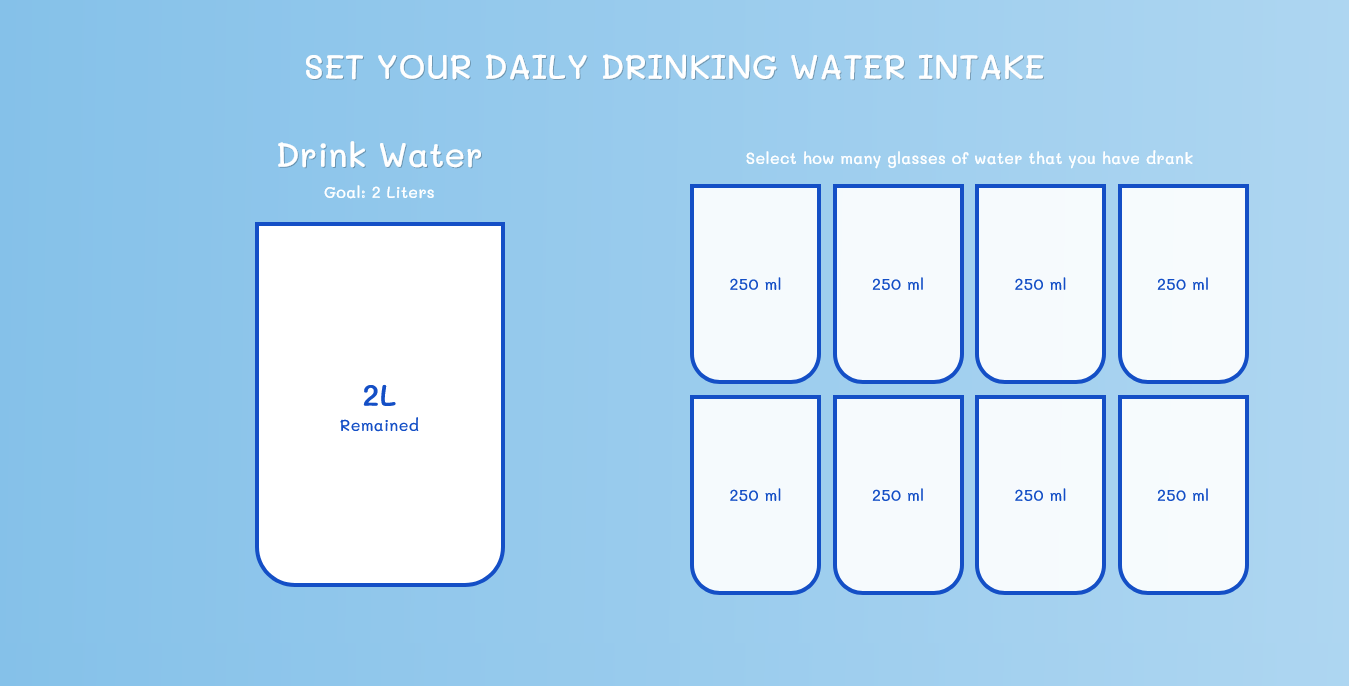 SET YOUR DAILY DRINKING WATER INTAKE
Drink Water
Goal: 2 Liters
2L
Remained
Select how many glasses of water that you have drank
250 ml
250 ml
250 ml
250 ml
250 ml
250 ml
250 ml
250 ml